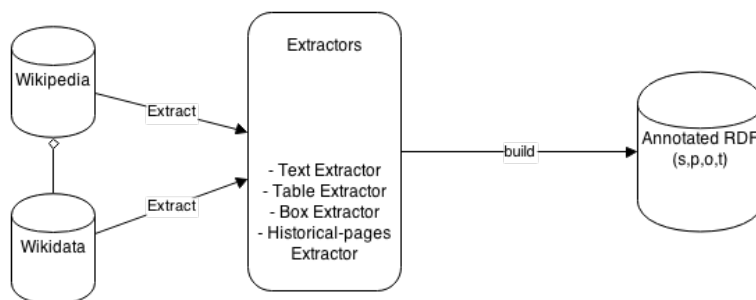 Wikipedia
Extract
Extractors
- Text Extractor
- Table Extractor
- Box Extractor
- Historical-pages
Extractor
build
Annotated RDF
(s,p,o,t)
Extract
Wikidata